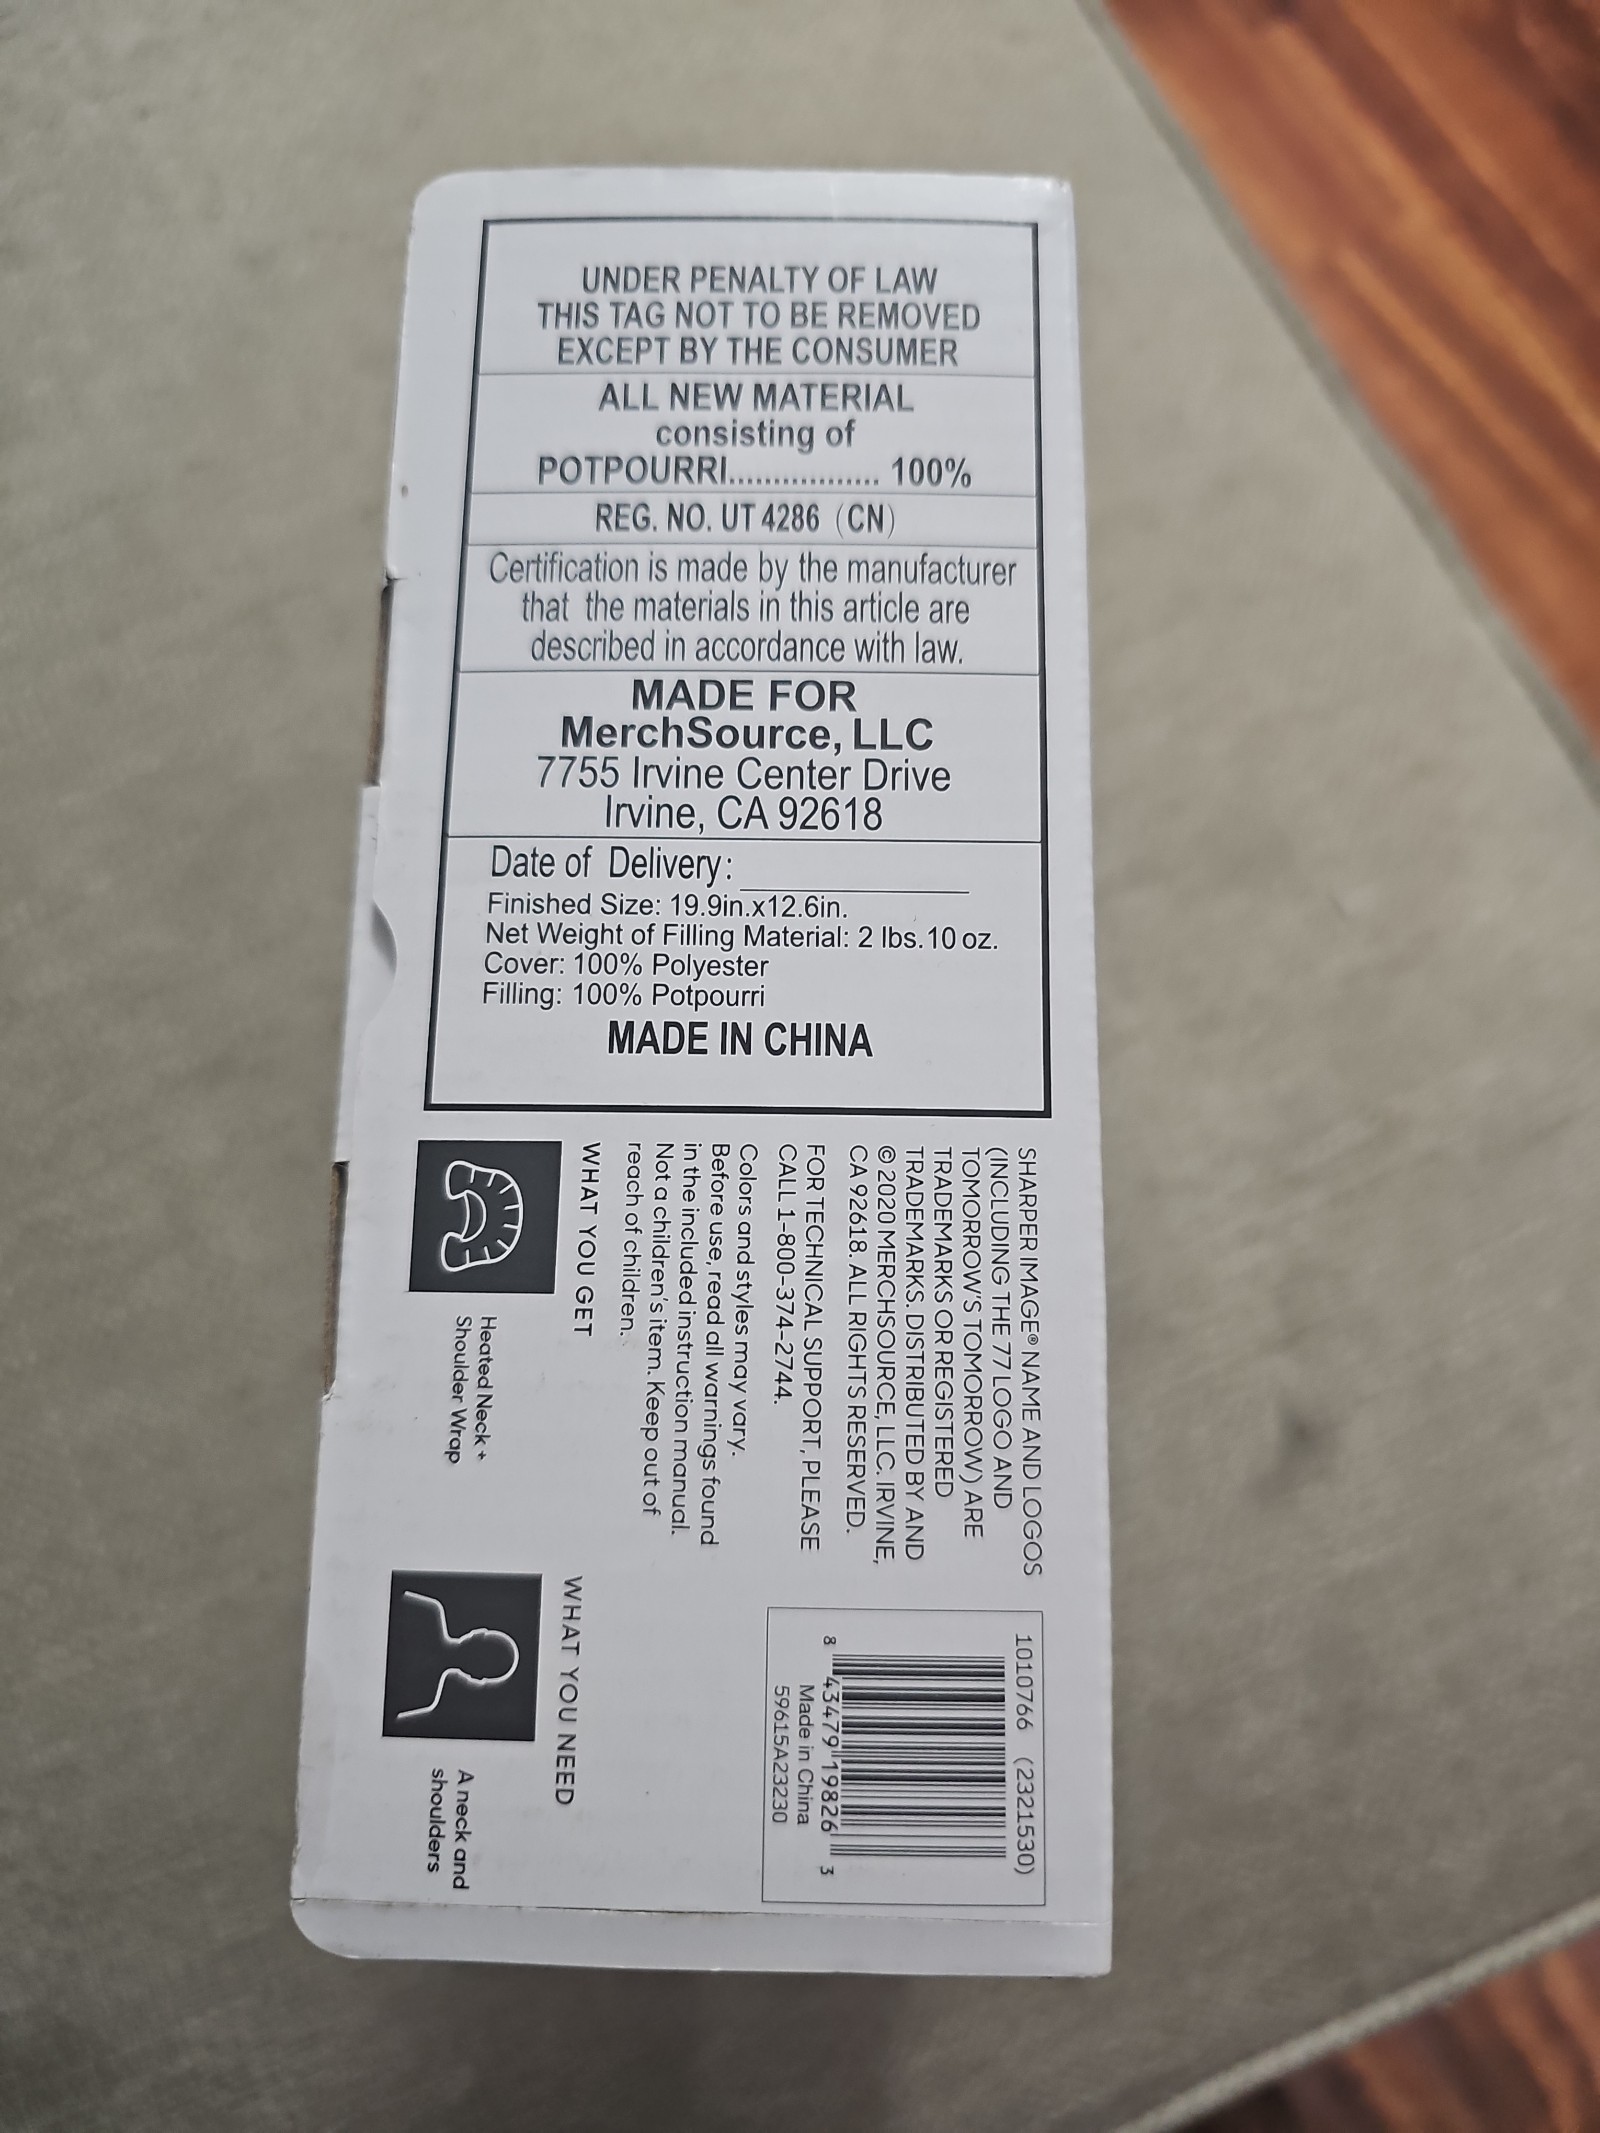 UNDER PENALTY OF LAW
THIS TAG NOT TO BE REMOVED
EXCEPT BY THE CONSUMER
ALL NEW MATERIAL
consisting of
POTPOURRI................. 100%
REG. NO. UT 4286 (CN)
Certification is made by the manufacturer
that the materials in this article are
described in accordance with law.
MADE FOR
MerchSource, LLC
7755 Irvine Center Drive
Irvine, CA 92618
Date of Delivery:
Finished Size: 19.9in.x12.6in.
Net Weight of Filling Material: 2 lbs.10 oz.
Cover: 100% Polyester
Filling: 100% Potpourri
MADE IN CHINA
SHARPER IMAGE® NAME AND LOGOS
(INCLUDING THE 77 LOGO AND
TOMORROW'S TOMORROW) ARE
TRADEMARKS OR REGISTERED
TRADEMARKS. DISTRIBUTED BY AND
© 2020 MERCHSOURCE, LLC. IRVINE,
CA 92618. ALL RIGHTS RESERVED.
FOR TECHNICAL SUPPORT, PLEASE
CALL 1-800-374-2744.
Colors and styles may vary.
Before use, read all warnings found
in the included instruction manual.
Not a children's item. Keep out of
reach of children.
WHAT YOU GET
Heated Neck +
Shoulder Wrap
1010766 (2321530)
8 43479 19826 3
Made in China
59615A23230
WHAT YOU NEED
A neck and
shoulders